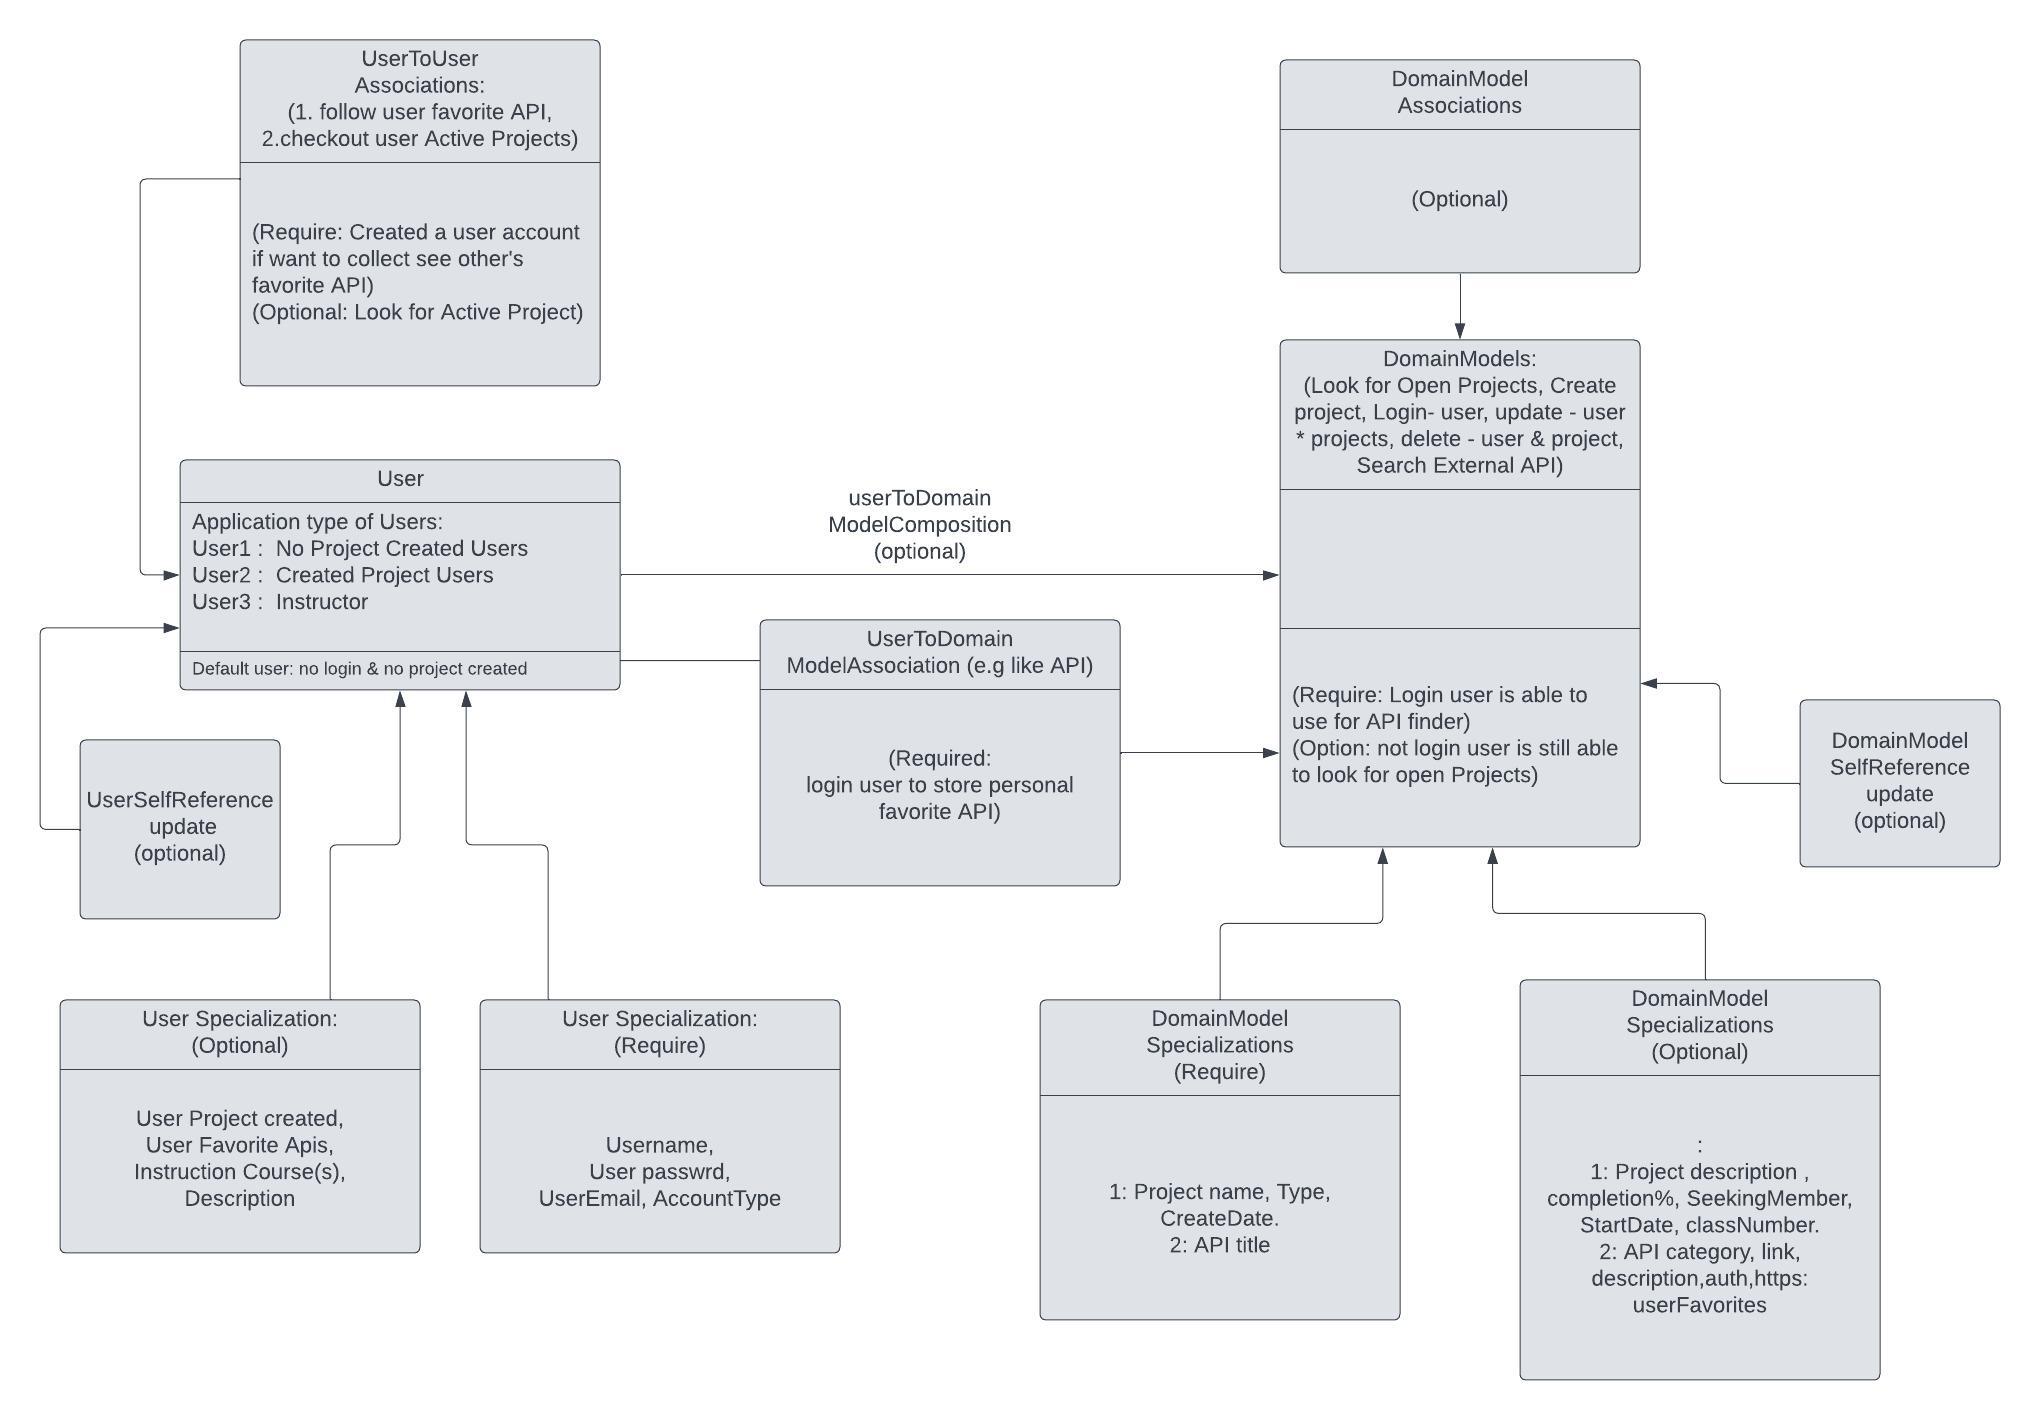 UserToUser
Associations:
(1. follow user favorite API,
2.checkout user Active Projects)
(Require: Created a user account
if want to collect see other's
favorite API)
(Optional: Look for Active Project)
DomainModel
Associations
(Optional)
DomainModels:
(Look for Open Projects, Create
project, Login- user, update - user
* projects, delete - user & project,
Search External API)
(Require: Login user is able to
use for API finder)
(Option: not login user is still able
to look for open Projects)
User
Application type of Users:
User1 :  No Project Created Users
User2 :  Created Project Users
User3 :  Instructor
Default user: no login & no project created
userToDomain
ModelComposition
(optional)
UserToDomain
ModelAssociation (e.g like API)
(Required:
login user to store personal
favorite API)
UserSelfReference
update
(optional)
DomainModel
SelfReference
update
(optional)
User Specialization:
(Optional)
User Project created,
User Favorite Apis,
Instruction Course(s),
Description
User Specialization:
(Require)
Username,
User passwrd,
UserEmail, AccountType
DomainModel
Specializations
(Require)
1: Project name, Type,
CreateDate.
2: API title
DomainModel
Specializations
(Optional)
:
1: Project description ,
completion%, SeekingMember,
StartDate, classNumber.
2: API category, link,
description,auth,https:
userFavorites